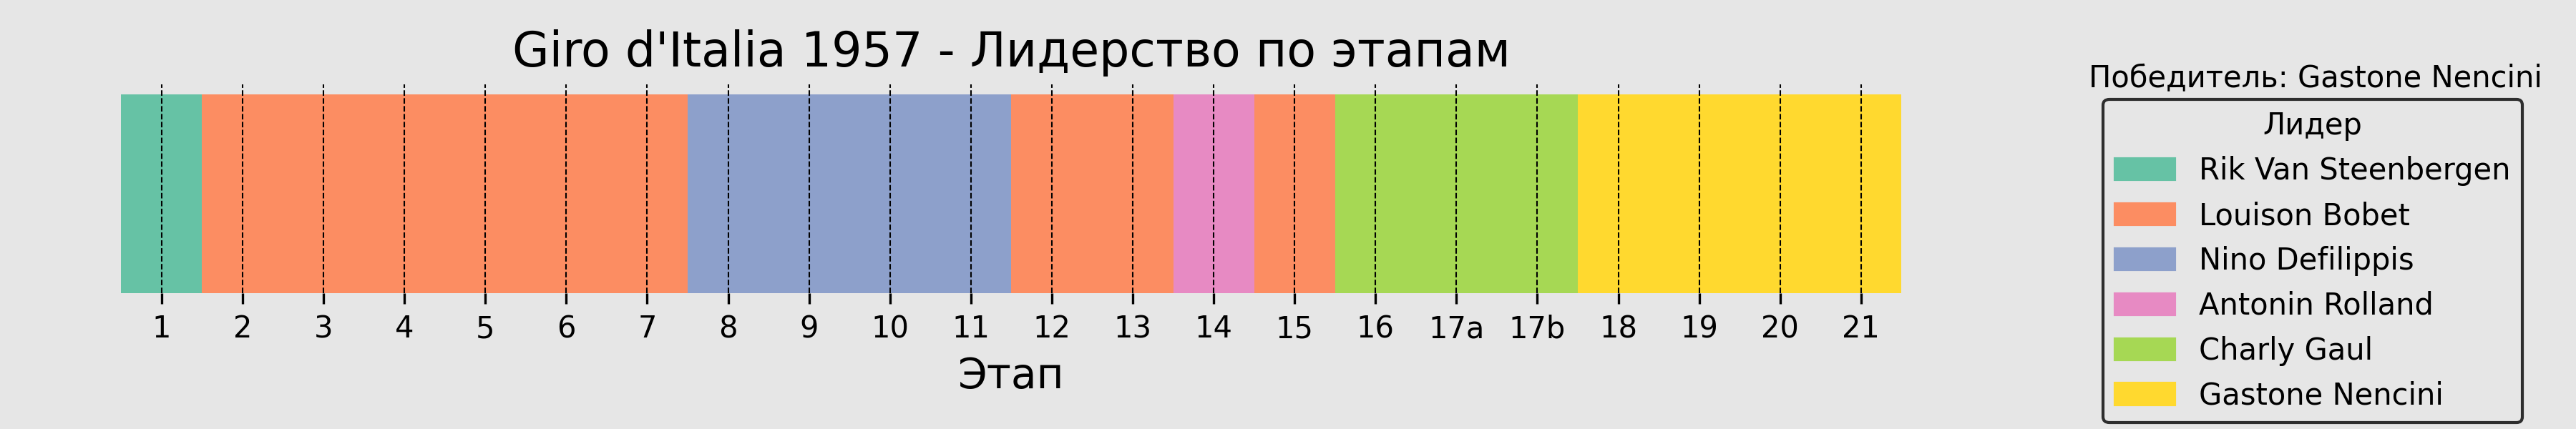 Giro d'Italia 1957 - Лидерство по этапам
1 2 3 4 5 6 7 8 9 10 11 12 13 14 15 16 17a 17b 18 19 20 21
Этап
Победитель: Gastone Nencini
Лидер
Rik Van Steenbergen
Louison Bobet
Nino Defilippis
Antonin Rolland
Charly Gaul
Gastone Nencini